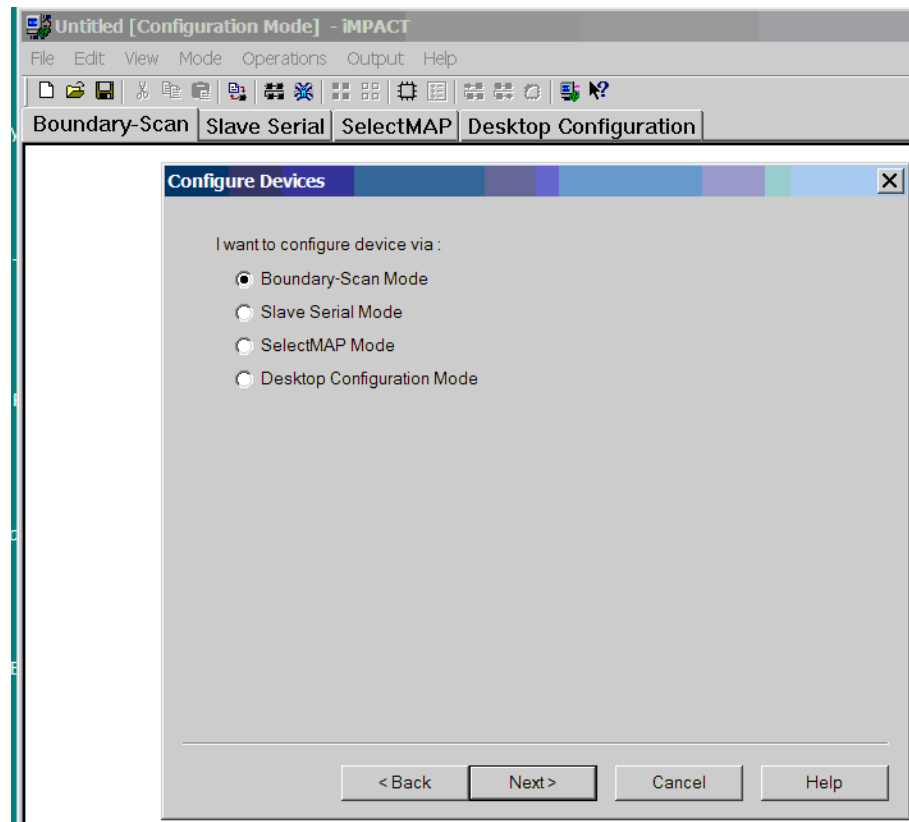 Untitled [Configuration Mode] - iMPACT
File Edit View Mode Operations Output Help
Boundary-Scan Slave Serial SelectMAP Desktop Configuration
Configure Devices
I want to configure device via :
Boundary-Scan Mode
Slave Serial Mode
SelectMAP Mode
Desktop Configuration Mode
< Back Next > Cancel Help